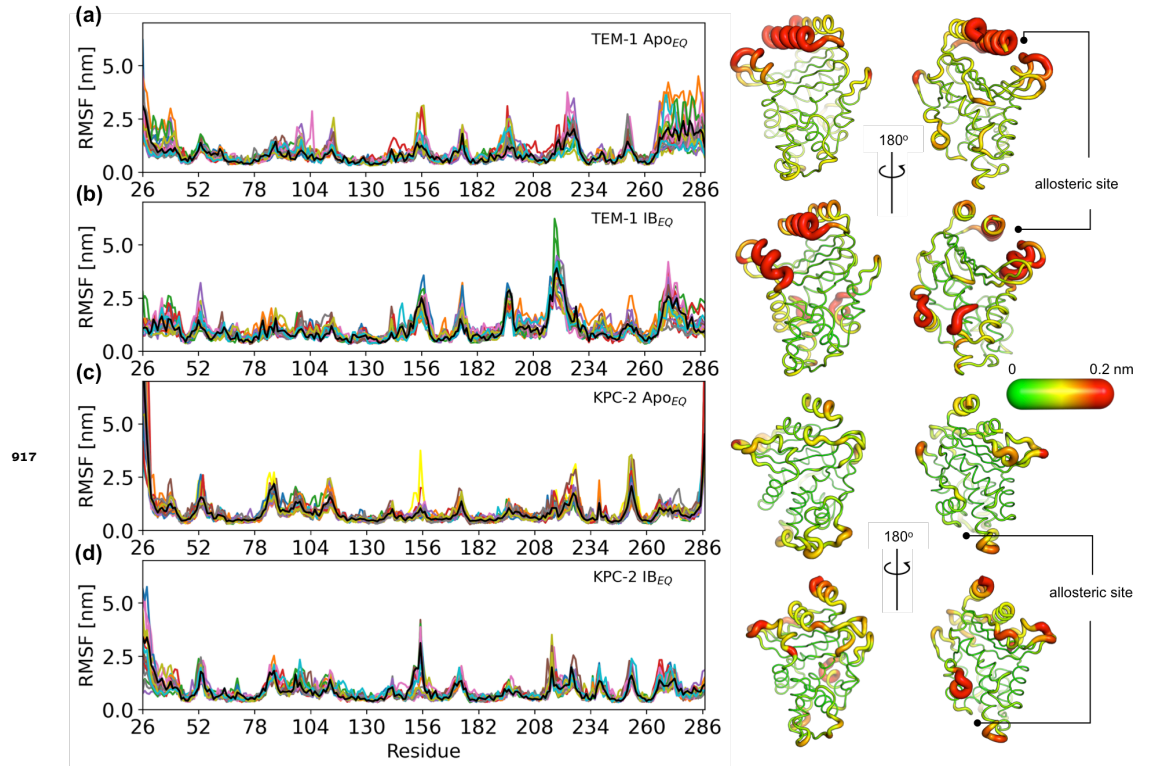 (a)
TEM-1 Apo_EQ
RMSF [nm]
5.0
2.5
0.0
26 52 78 104 130 156 182 208 234 260 286
(b)
TEM-1 IB_EQ
RMSF [nm]
5.0
2.5
0.0
26 52 78 104 130 156 182 208 234 260 286
(c)
KPC-2 Apo_EQ
RMSF [nm]
5.0
2.5
0.0
26 52 78 104 130 156 182 208 234 260 286
(d)
KPC-2 IB_EQ
RMSF [nm]
5.0
2.5
0.0
26 52 78 104 130 156 182 208 234 260 286
Residue
917
180º
allosteric site
0 0.2 nm
180º
allosteric site